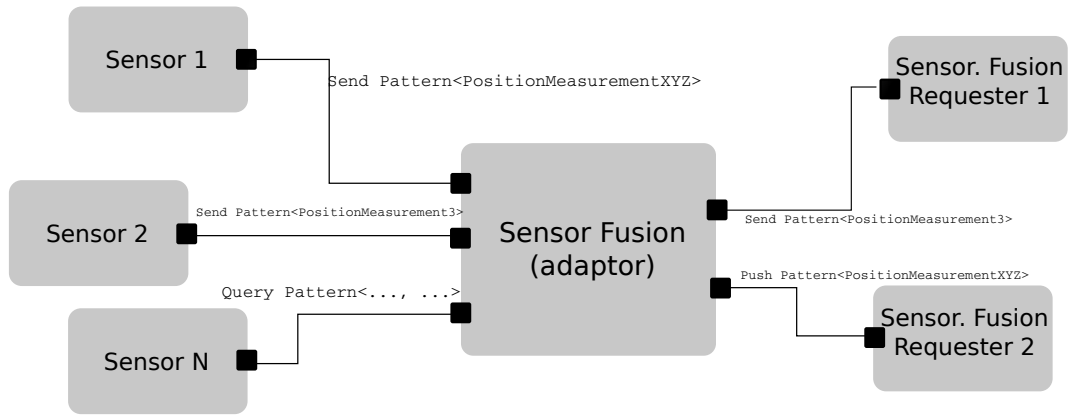 Sensor 1
Send Pattern<PositionMeasurementXYZ>
Sensor. Fusion
Requester 1
Sensor 2
Send Pattern<PositionMeasurement3>
Sensor Fusion
(adaptor)
Send Pattern<PositionMeasurement3>
Query Pattern<..., ...>
Push Pattern<PositionMeasurementXYZ>
Sensor N
Sensor. Fusion
Requester 2